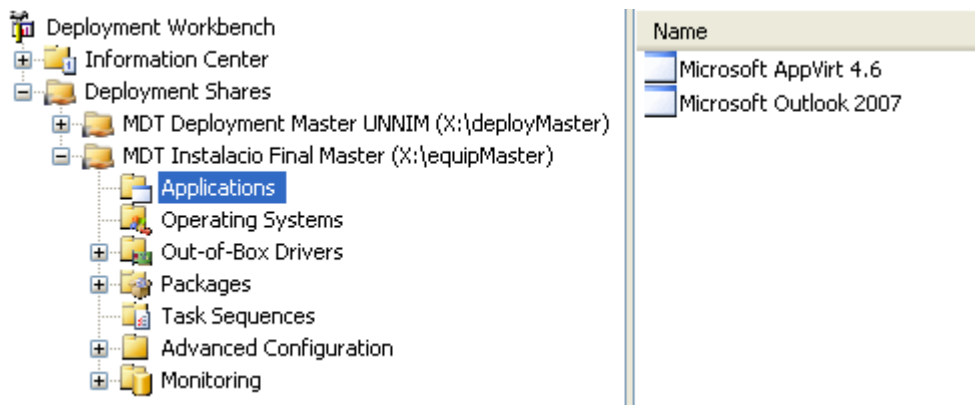 Deployment Workbench
Information Center
Deployment Shares
MDT Deployment Master UNNIM (X:\deployMaster)
MDT Instalacio Final Master (X:\equipMaster)
Applications
Operating Systems
Out-of-Box Drivers
Packages
Task Sequences
Advanced Configuration
Monitoring
Name
Microsoft AppVirt 4.6
Microsoft Outlook 2007